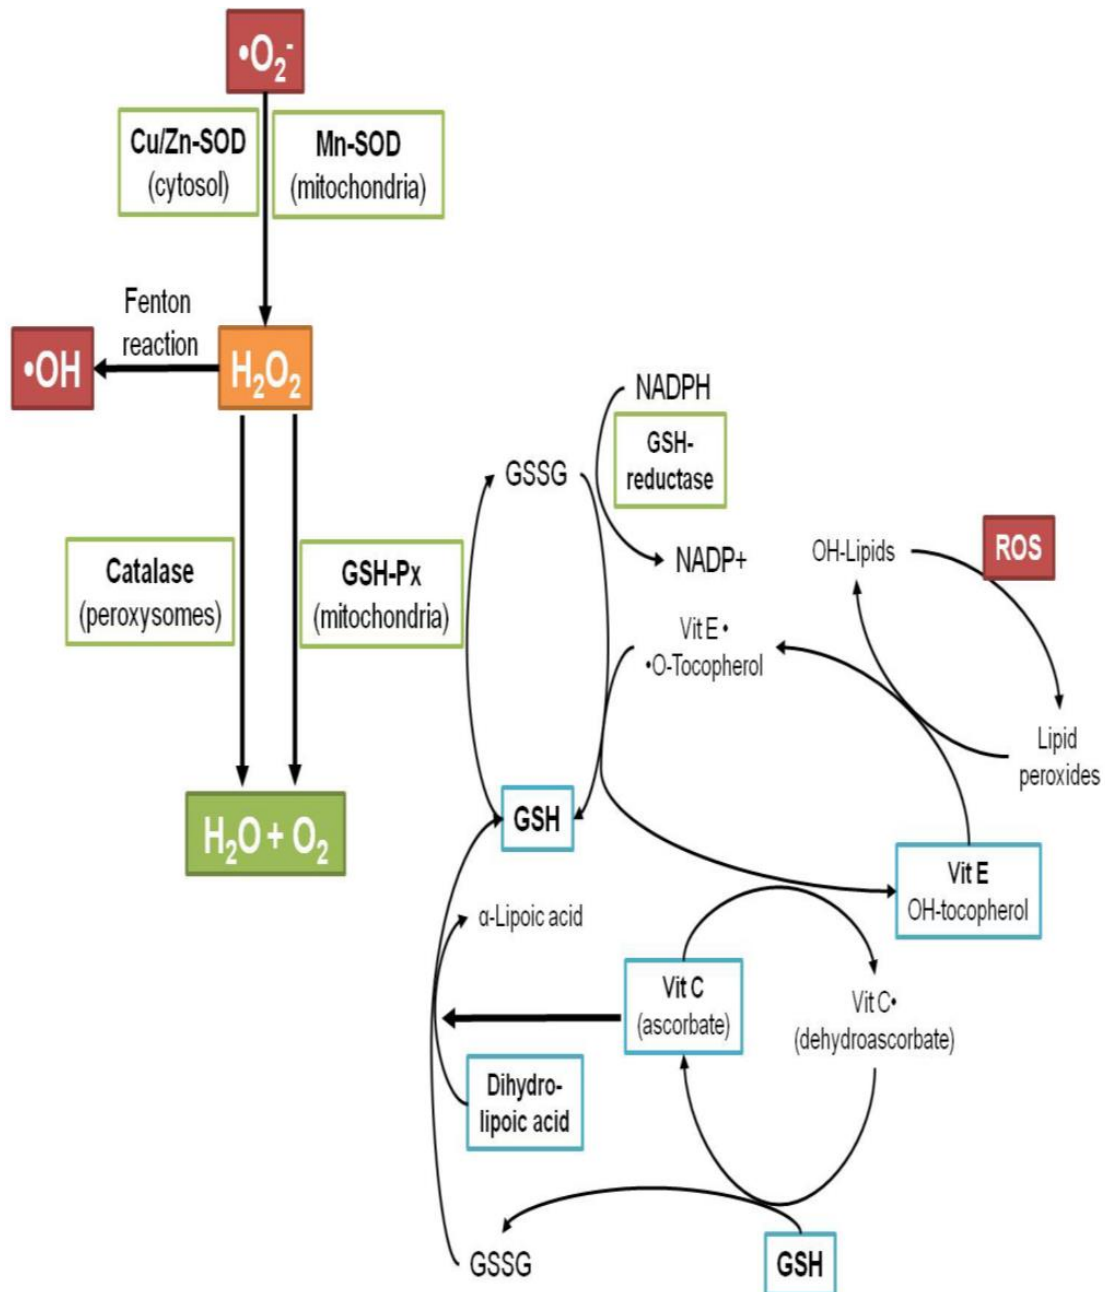 •O₂⁻
Cu/Zn-SOD
(cytosol)
Mn-SOD
(mitochondria)
Fenton
reaction
•OH
H₂O₂
NADPH
GSH-
reductase
GSSG
NADP+
OH-Lipids
ROS
Catalase
(peroxysomes)
GSH-Px
(mitochondria)
Vit E •
•O-Tocopherol
Lipid
peroxides
H₂O + O₂
GSH
Vit E
OH-tocopherol
α-Lipoic acid
Vit C
(ascorbate)
Vit C•
(dehydroascorbate)
Dihydro-
lipoic acid
GSSG
GSH